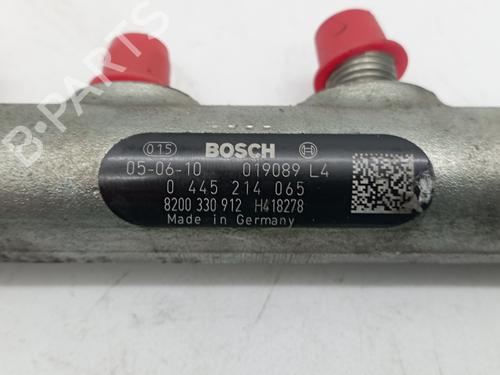 B-PARTS
015 BOSCH
05-06-10 019089 L4
0 445 214 065
8200 330 912 H418278
Made in Germany